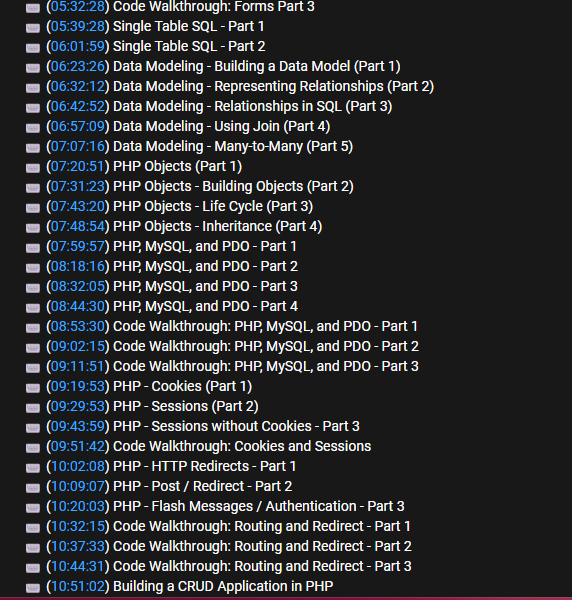 (05:32:28) Code Walkthrough: Forms Part 3
(05:39:28) Single Table SQL - Part 1
(06:01:59) Single Table SQL - Part 2
(06:23:26) Data Modeling - Building a Data Model (Part 1)
(06:32:12) Data Modeling - Representing Relationships (Part 2)
(06:42:52) Data Modeling - Relationships in SQL (Part 3)
(06:57:09) Data Modeling - Using Join (Part 4)
(07:07:16) Data Modeling - Many-to-Many (Part 5)
(07:20:51) PHP Objects (Part 1)
(07:31:23) PHP Objects - Building Objects (Part 2)
(07:43:20) PHP Objects - Life Cycle (Part 3)
(07:48:54) PHP Objects - Inheritance (Part 4)
(07:59:57) PHP, MySQL, and PDO - Part 1
(08:18:16) PHP, MySQL, and PDO - Part 2
(08:32:05) PHP, MySQL, and PDO - Part 3
(08:44:30) PHP, MySQL, and PDO - Part 4
(08:53:30) Code Walkthrough: PHP, MySQL, and PDO - Part 1
(09:02:15) Code Walkthrough: PHP, MySQL, and PDO - Part 2
(09:11:51) Code Walkthrough: PHP, MySQL, and PDO - Part 3
(09:19:53) PHP - Cookies (Part 1)
(09:29:53) PHP - Sessions (Part 2)
(09:43:59) PHP - Sessions without Cookies - Part 3
(09:51:42) Code Walkthrough: Cookies and Sessions
(10:02:08) PHP - HTTP Redirects - Part 1
(10:09:07) PHP - Post / Redirect - Part 2
(10:20:03) PHP - Flash Messages / Authentication - Part 3
(10:32:15) Code Walkthrough: Routing and Redirect - Part 1
(10:37:33) Code Walkthrough: Routing and Redirect - Part 2
(10:44:31) Code Walkthrough: Routing and Redirect - Part 3
(10:51:02) Building a CRUD Application in PHP